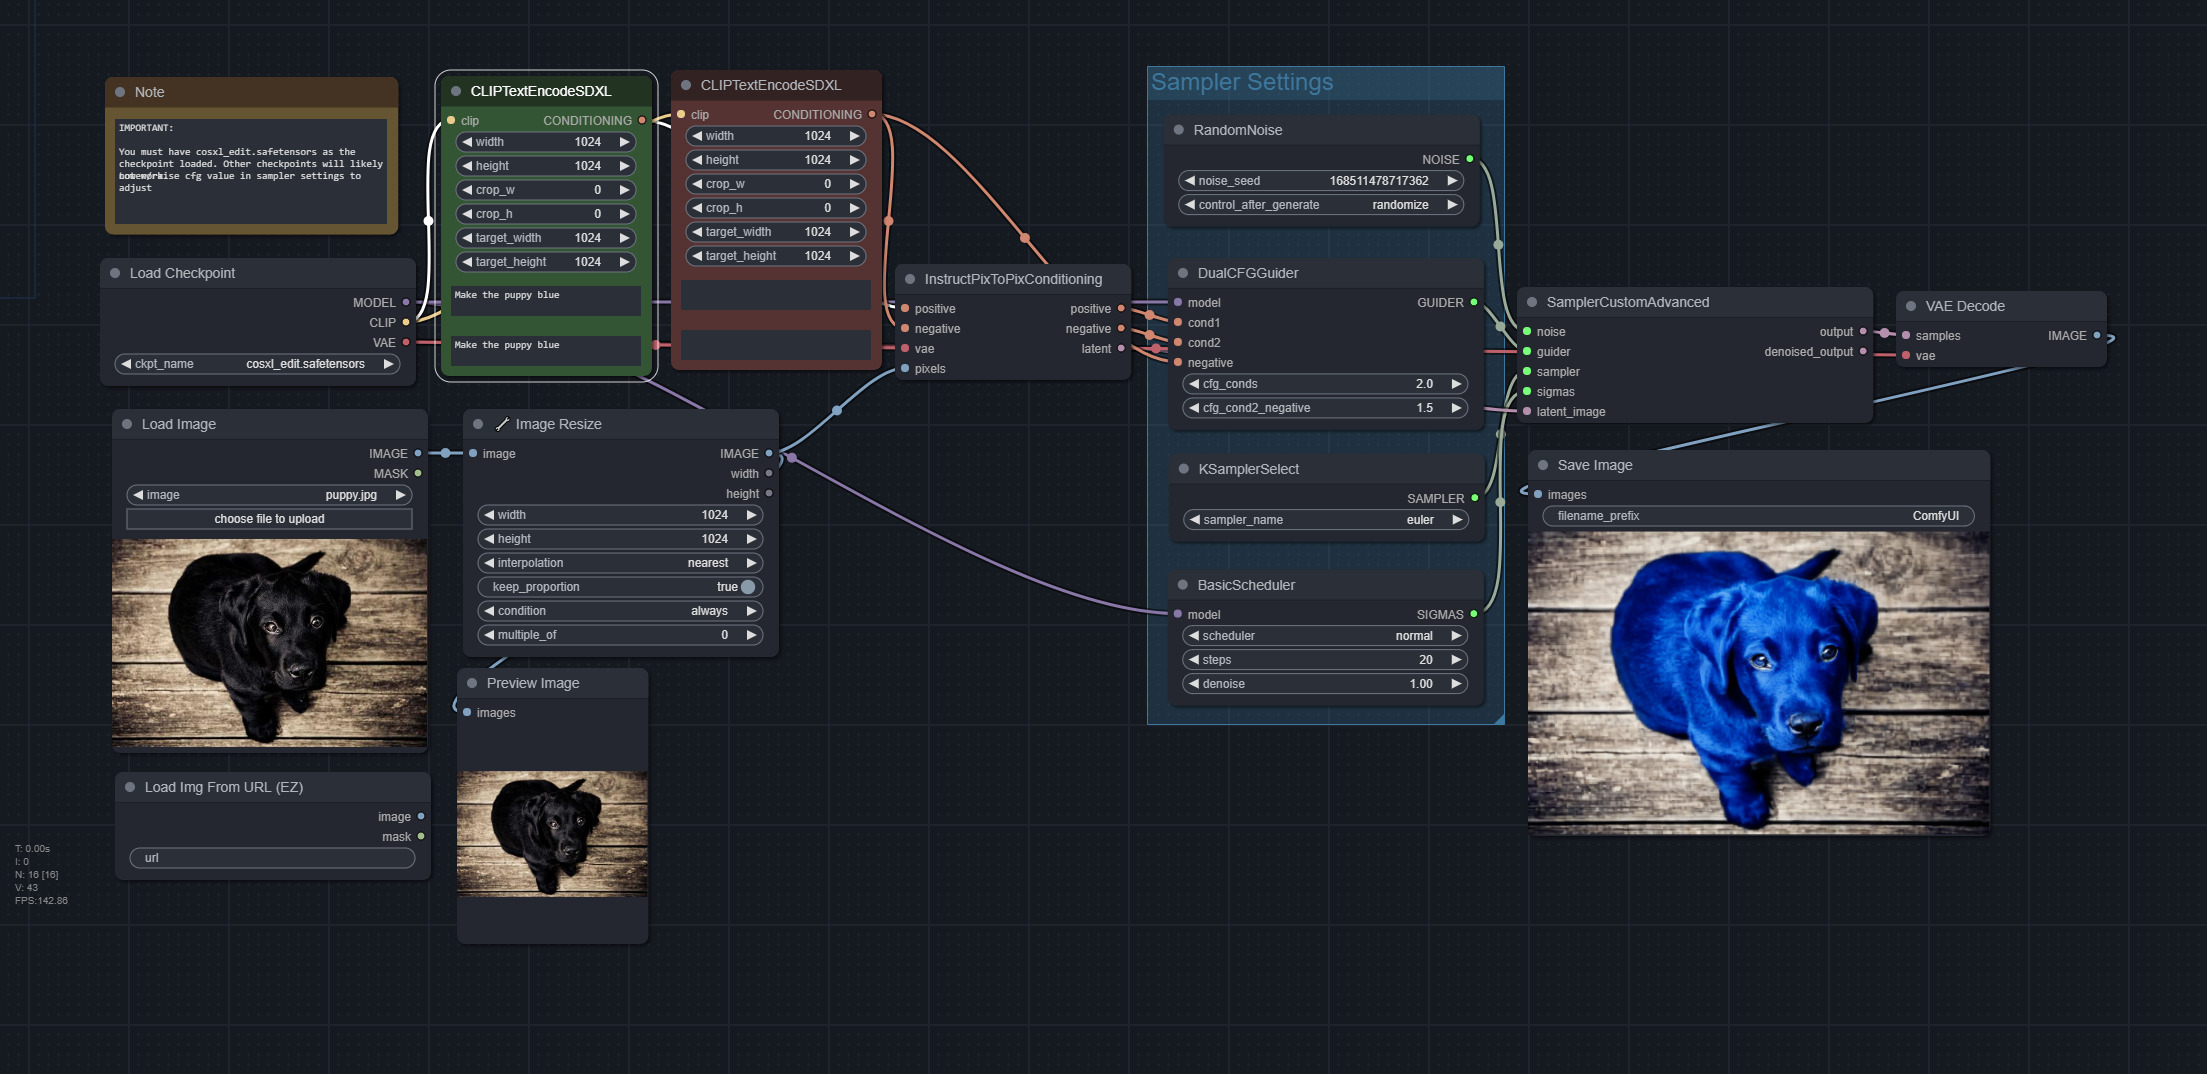 Note
IMPORTANT:
You must have cosxl_edit.safetensors as the
checkpoint loaded. Other checkpoints will likely
raise cfg value in sampler settings to
adjust
Load Checkpoint
MODEL
CLIP
VAE
ckpt_name cosxl_edit.safetensors
CLIPTextEncodeSDXL
clip CONDITIONING
width 1024
height 1024
crop_w 0
crop_h 0
target_width 1024
target_height 1024
Make the puppy blue
Make the puppy blue
CLIPTextEncodeSDXL
clip CONDITIONING
width 1024
height 1024
crop_w 0
crop_h 0
target_width 1024
target_height 1024
InstructPixToPixConditioning
positive positive
negative negative
vae latent
pixels
Load Image
IMAGE
MASK
image puppy.jpg
choose file to upload
Image Resize
image IMAGE
width
height
width 1024
height 1024
interpolation nearest
keep_proportion true
condition always
multiple_of 0
Preview Image
images
Load Img From URL (EZ)
image
mask
url
T: 0.00s
I: 0
N: 16 [16]
V: 43
FPS:142.86
Sampler Settings
RandomNoise
NOISE
noise_seed 168511478717362
control_after_generate randomize
DualCFGGuider
model GUIDER
cond1
cond2
negative
cfg_conds 2.0
cfg_cond2_negative 1.5
KSamplerSelect
SAMPLER
sampler_name euler
BasicScheduler
model SIGMAS
scheduler normal
steps 20
denoise 1.00
SamplerCustomAdvanced
noise output
guider denoised_output
sampler
sigmas
latent_image
VAE Decode
samples IMAGE
vae
Save Image
images
filename_prefix ComfyUI